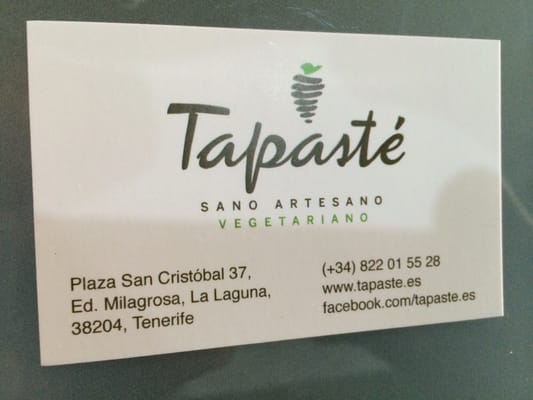 Tapasté
SANO ARTESANO
VEGETARIANO
Plaza San Cristóbal 37,
Ed. Milagrosa, La Laguna,
38204, Tenerife
(+34) 822 01 55 28
www.tapaste.es
facebook.com/tapaste.es